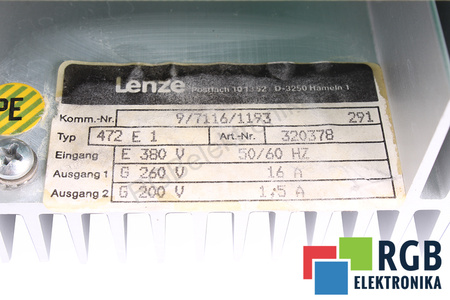 Lenze Postfach 101352 · D-3250 Hameln 1
Komm.-Nr. 9/7116/1193 291
Typ 472 E 1 Art.-Nr. 320378
Eingang E 380 V 50/60 HZ
Ausgang 1 G 260 V 16 A
Ausgang 2 G 200 V 1,5 A
PE
RGB
ELEKTRONIKA